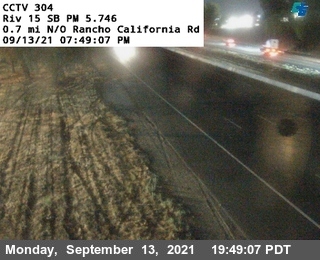 CCTV 304
Riv 15 SB PM 5.746
0.7 mi N/O Rancho California Rd
09/13/21 07:49:07 PM
Monday, September 13, 2021 19:49:07 PDT